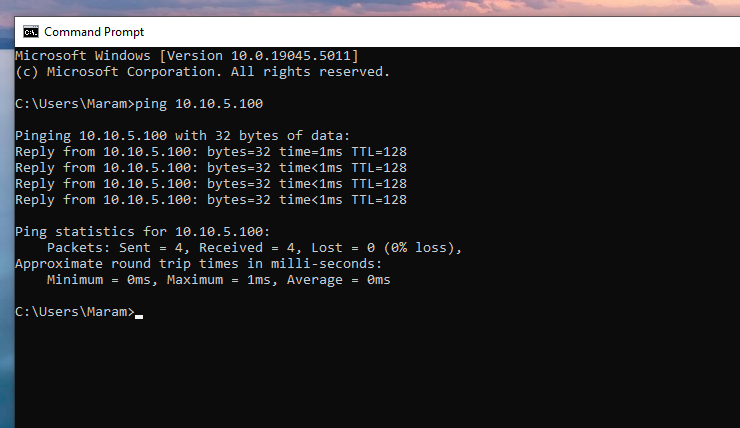 Command Prompt
Microsoft Windows [Version 10.0.19045.5011]
(c) Microsoft Corporation. All rights reserved.
C:\Users\Maram>ping 10.10.5.100
Pinging 10.10.5.100 with 32 bytes of data:
Reply from 10.10.5.100: bytes=32 time=1ms TTL=128
Reply from 10.10.5.100: bytes=32 time<1ms TTL=128
Reply from 10.10.5.100: bytes=32 time<1ms TTL=128
Reply from 10.10.5.100: bytes=32 time<1ms TTL=128
Ping statistics for 10.10.5.100:
    Packets: Sent = 4, Received = 4, Lost = 0 (0% loss),
Approximate round trip times in milli-seconds:
    Minimum = 0ms, Maximum = 1ms, Average = 0ms
C:\Users\Maram>